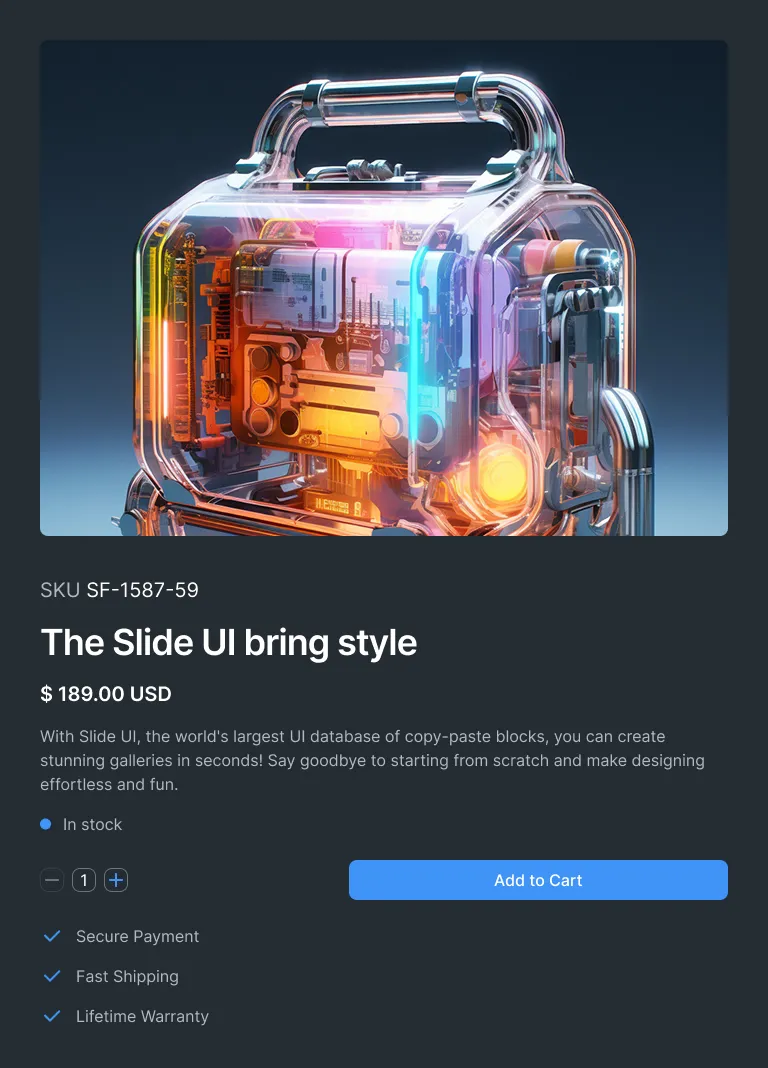 SKU SF-1587-59
The Slide UI bring style
$ 189.00 USD
With Slide UI, the world's largest UI database of copy-paste blocks, you can create
stunning galleries in seconds! Say goodbye to starting from scratch and make designing
effortless and fun.
In stock
1
Add to Cart
Secure Payment
Fast Shipping
Lifetime Warranty